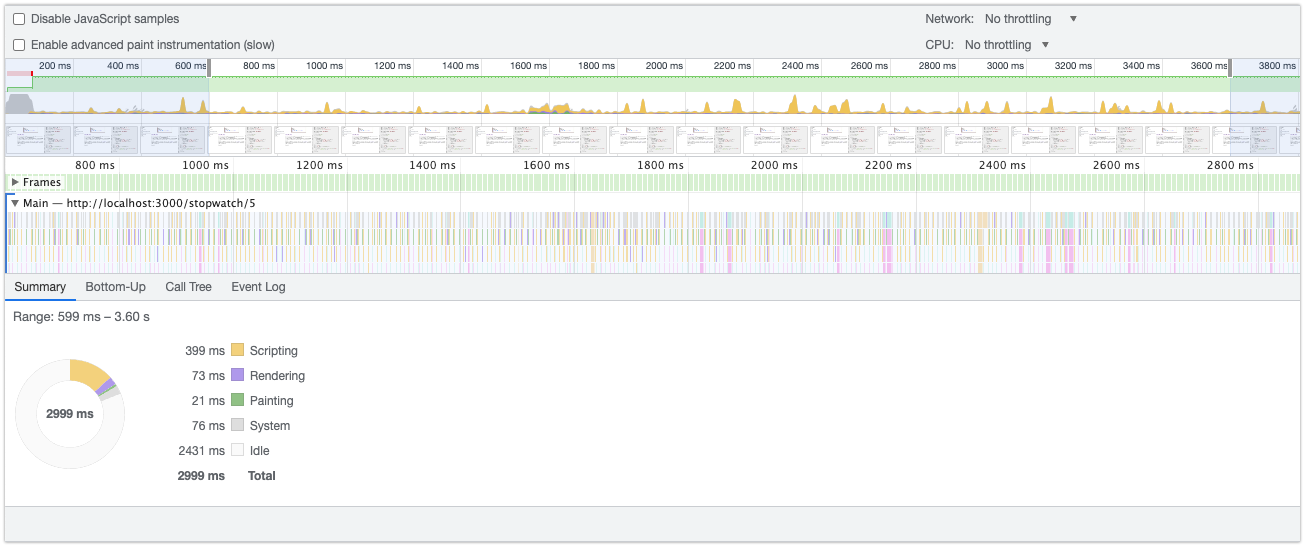 Disable JavaScript samples Network: No throttling
Enable advanced paint instrumentation (slow) CPU: No throttling
200 ms 400 ms 600 ms 800 ms 1000 ms 1200 ms 1400 ms 1600 ms 1800 ms 2000 ms 2200 ms 2400 ms 2600 ms 2800 ms 3000 ms 3200 ms 3400 ms 3600 ms 3800 ms
800 ms 1000 ms 1200 ms 1400 ms 1600 ms 1800 ms 2000 ms 2200 ms 2400 ms 2600 ms 2800 ms
Frames
Main — http://localhost:3000/stopwatch/5
Summary Bottom-Up Call Tree Event Log
Range: 599 ms – 3.60 s
399 ms Scripting
73 ms Rendering
2999 ms
21 ms Painting
76 ms System
2431 ms Idle
2999 ms Total